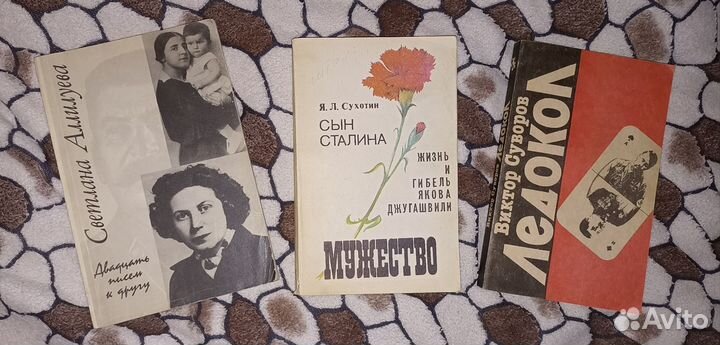 Светлана Аллилуева
Двадцать
писем
к другу
Я. Л. Сухотин
СЫН
СТАЛИНА
ЖИЗНЬ
И
ГИБЕЛЬ
ЯКОВА
ДЖУГАШВИЛИ
МУЖЕСТВО
Виктор Суворов
Ледокол
Avito